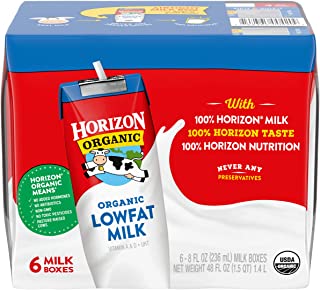 HORIZON
ORGANIC
ORGANIC
LOWFAT
MILK
VITAMIN A & D • UHT
HORIZON®
ORGANIC
MEANS*
NO ADDED HORMONES
NO ANTIBIOTICS
NON-GMO
NO TOXIC PESTICIDES
PASTURE-RAISED
COWS
6 MILK
BOXES
With
100% HORIZON® MILK
100% HORIZON TASTE
100% HORIZON NUTRITION
NEVER ANY
PRESERVATIVES
USDA
ORGANIC
6 - 8 FL OZ (236 mL) MILK BOXES
NET WEIGHT 48 FL OZ (1.5 QT) 1.4 L